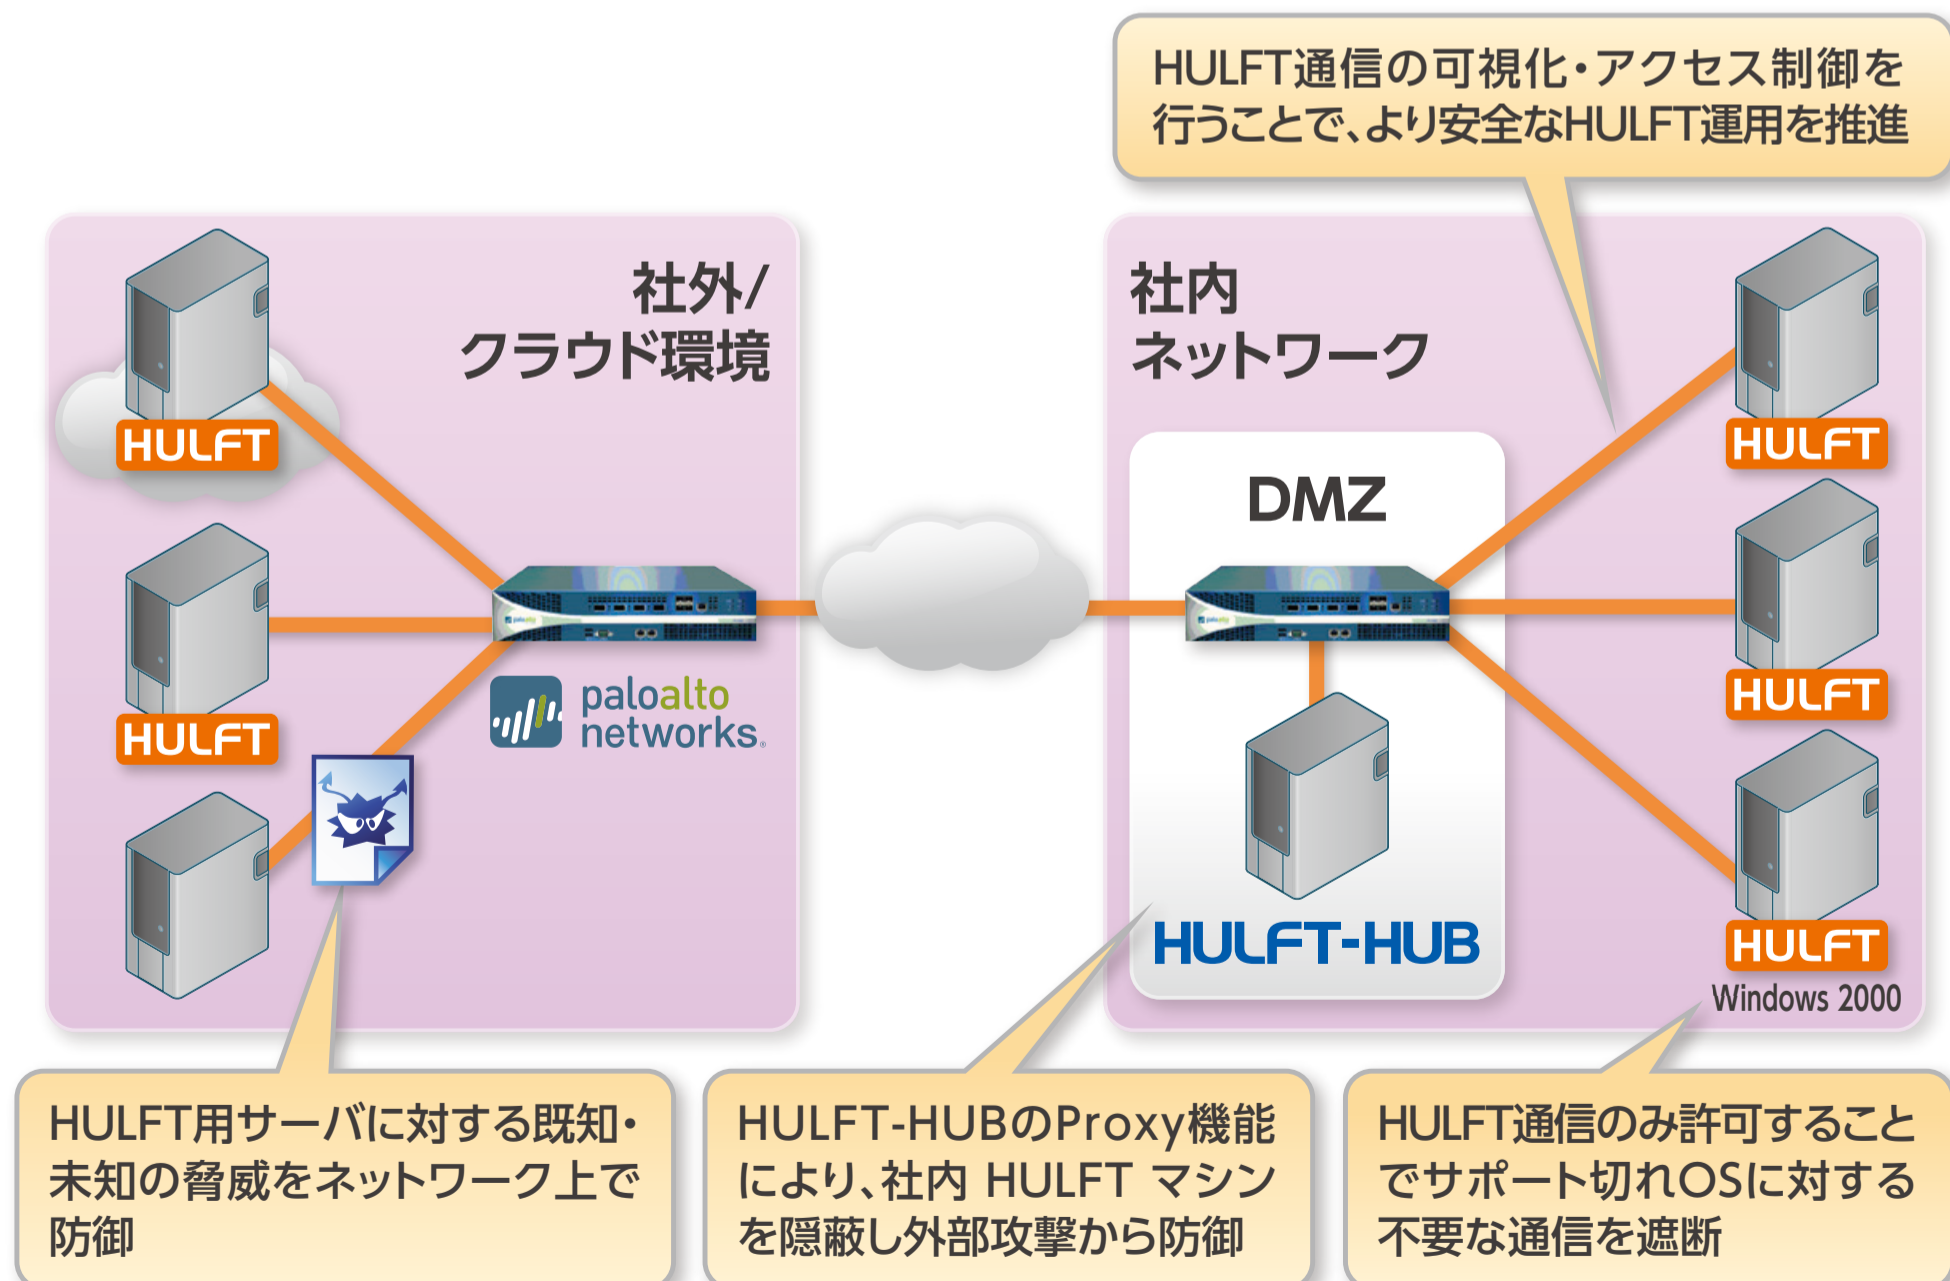 HULFT通信の可視化・アクセス制御を
行うことで、より安全なHULFT運用を推進
社外/
クラウド環境
HULFT
HULFT
paloalto
networks®
社内
ネットワーク
DMZ
HULFT-HUB
HULFT
HULFT
HULFT
Windows 2000
HULFT用サーバに対する既知・
未知の脅威をネットワーク上で
防御
HULFT-HUBのProxy機能
により、社内 HULFT マシン
を隠蔽し外部攻撃から防御
HULFT通信のみ許可すること
でサポート切れOSに対する
不要な通信を遮断